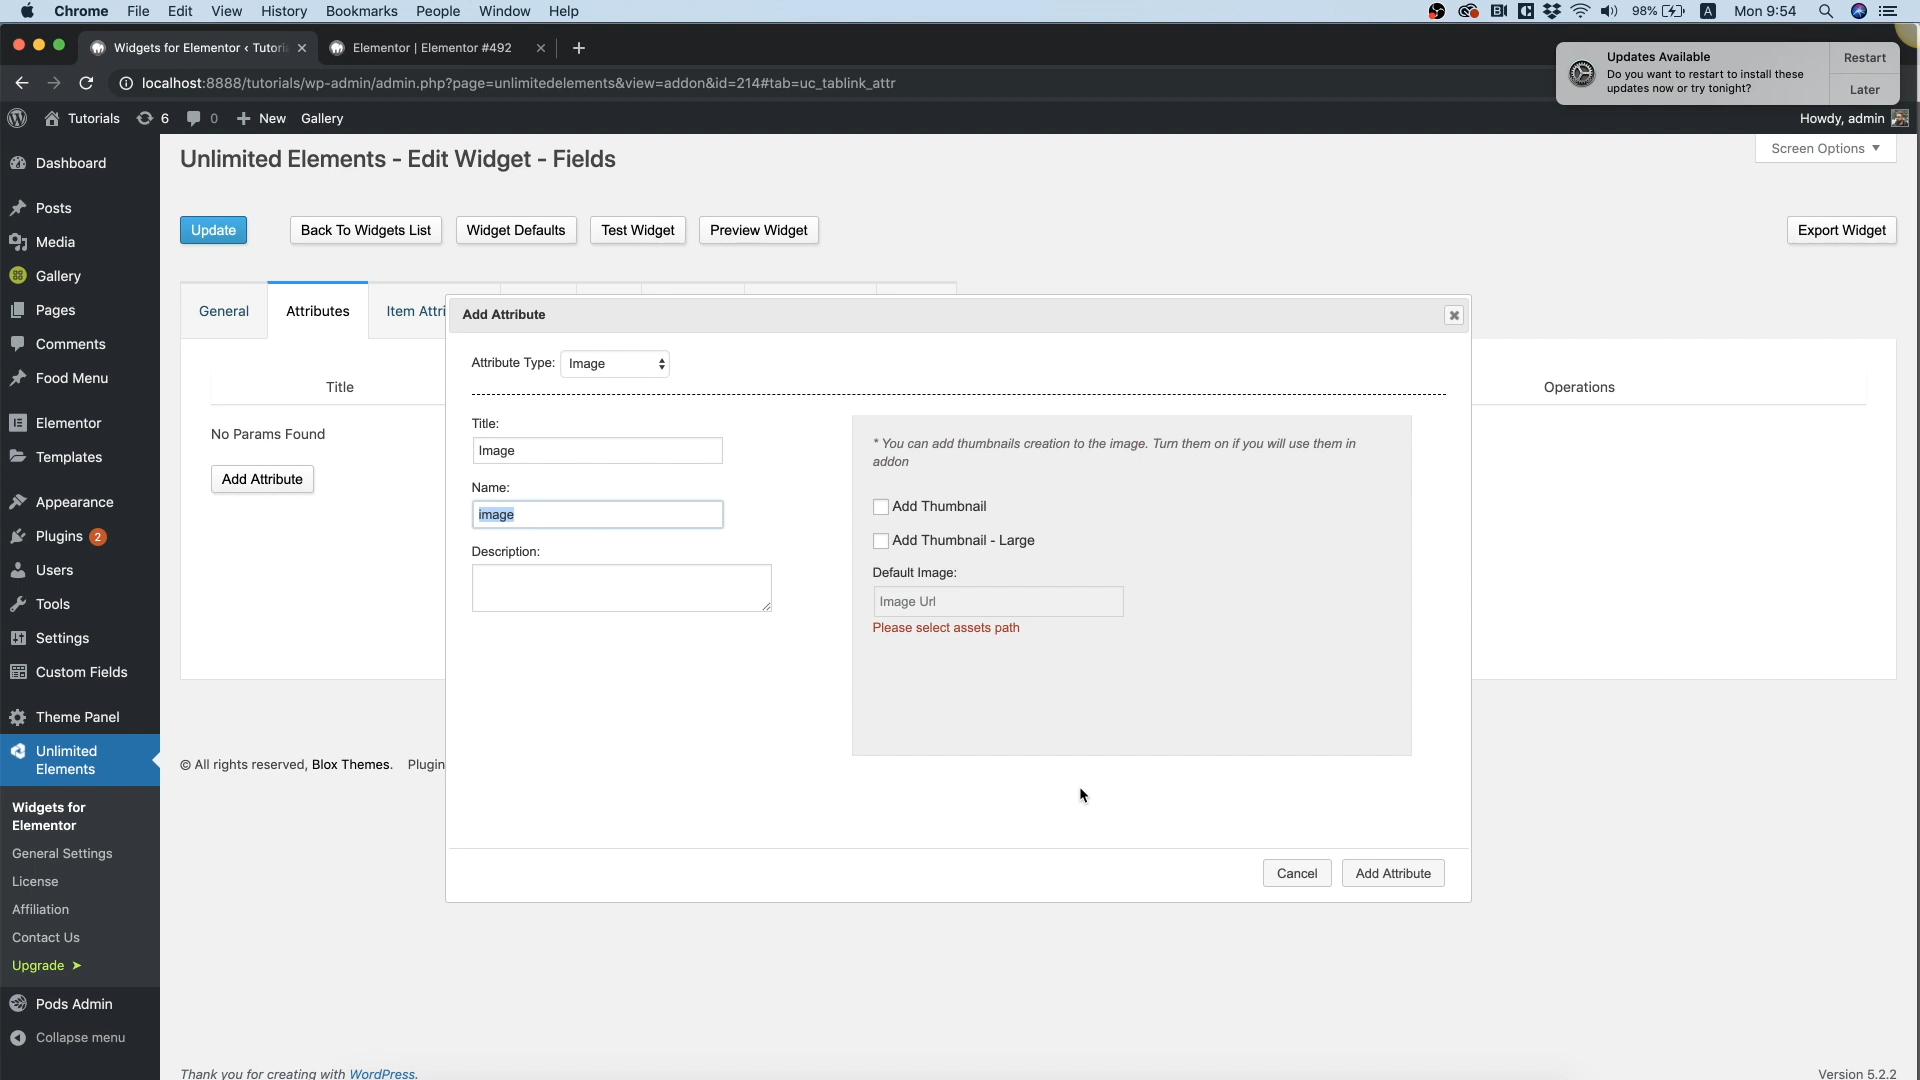 Chrome File Edit View History Bookmarks People Window Help
98% A Mon 9:54
Widgets for Elementor ‹ Tutori
Elementor | Elementor #492
Updates Available
Do you want to restart to install these
updates now or try tonight?
Restart
Later
localhost:8888/tutorials/wp-admin/admin.php?page=unlimitedelements&view=addon&id=214#tab=uc_tablink_attr
Tutorials 6 0 New Gallery
Howdy, admin
Screen Options
Dashboard
Posts
Media
Gallery
Pages
Comments
Food Menu
Elementor
Templates
Appearance
Plugins 2
Users
Tools
Settings
Custom Fields
Theme Panel
Unlimited
Elements
Widgets for
Elementor
General Settings
License
Affiliation
Contact Us
Upgrade ➤
Pods Admin
Collapse menu
Unlimited Elements - Edit Widget - Fields
Update
Back To Widgets List
Widget Defaults
Test Widget
Preview Widget
Export Widget
General
Attributes
Item Attri
Title
Operations
No Params Found
Add Attribute
Add Attribute
Attribute Type: Image
Title:
Image
Name:
image
Description:
* You can add thumbnails creation to the image. Turn them on if you will use them in
addon
Add Thumbnail
Add Thumbnail - Large
Default Image:
Image Url
Please select assets path
Cancel
Add Attribute
© All rights reserved, Blox Themes. Plugin
Thank you for creating with WordPress.
Version 5.2.2